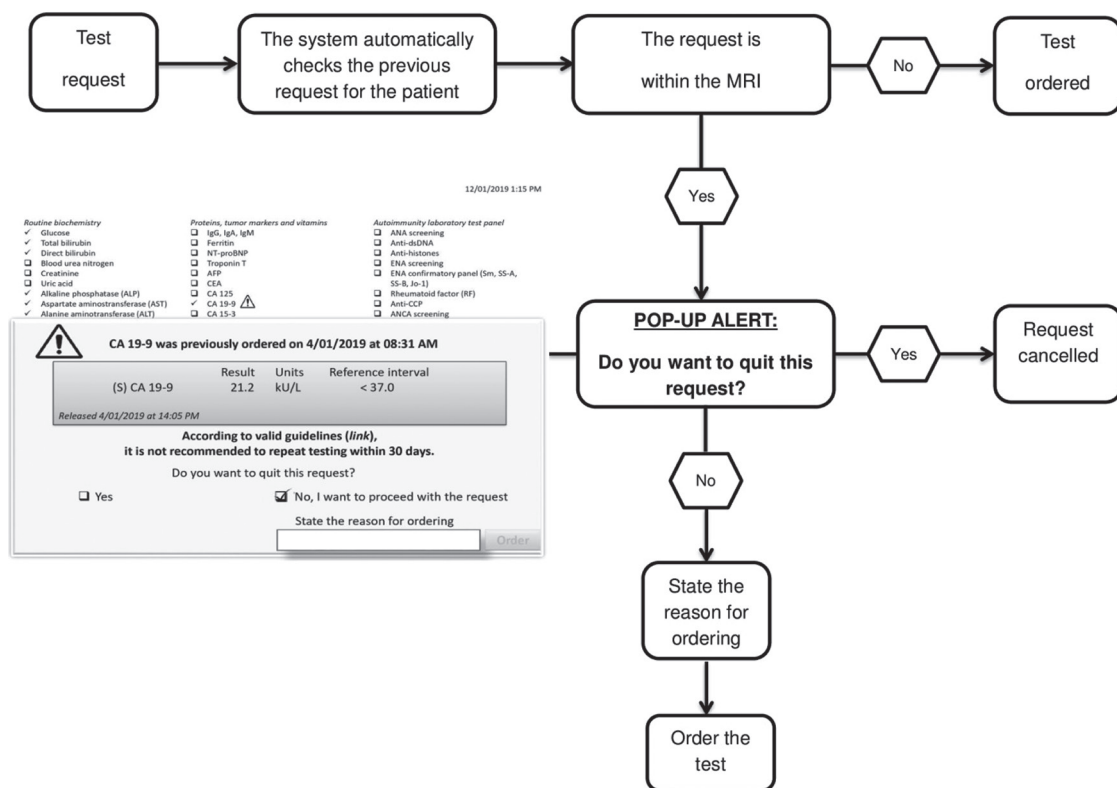 Test
request
The system automatically
checks the previous
request for the patient
The request is
within the MRI
No
Test
ordered
Yes
12/01/2019 1:15 PM
Routine biochemistry
✓ Glucose
✓ Total bilirubin
✓ Direct bilirubin
❑ Blood urea nitrogen
❑ Creatinine
❑ Uric acid
✓ Alkaline phosphatase (ALP)
✓ Aspartate aminostransferase (AST)
✓ Alanine aminotransferase (ALT)
Proteins, tumor markers and vitamins
❑ IgG, IgA, IgM
❑ Ferritin
❑ NT-proBNP
❑ Troponin T
❑ AFP
❑ CEA
❑ CA 125
✓ CA 19-9
❑ CA 15-3
Autoimmunity laboratory test panel
❑ ANA screening
❑ Anti-dsDNA
❑ Anti-histones
❑ ENA screening
❑ ENA confirmatory panel (Sm, SS-A,
SS-B, Jo-1)
❑ Rheumatoid factor (RF)
❑ Anti-CCP
❑ ANCA screening
CA 19-9 was previously ordered on 4/01/2019 at 08:31 AM
Result Units Reference interval
(S) CA 19-9 21.2 kU/L < 37.0
Released 4/01/2019 at 14:05 PM
According to valid guidelines (link),
it is not recommended to repeat testing within 30 days.
Do you want to quit this request?
❑ Yes ☑ No, I want to proceed with the request
State the reason for ordering
Order
POP-UP ALERT:
Do you want to quit this
request?
Yes
Request
cancelled
No
State the
reason for
ordering
Order the
test